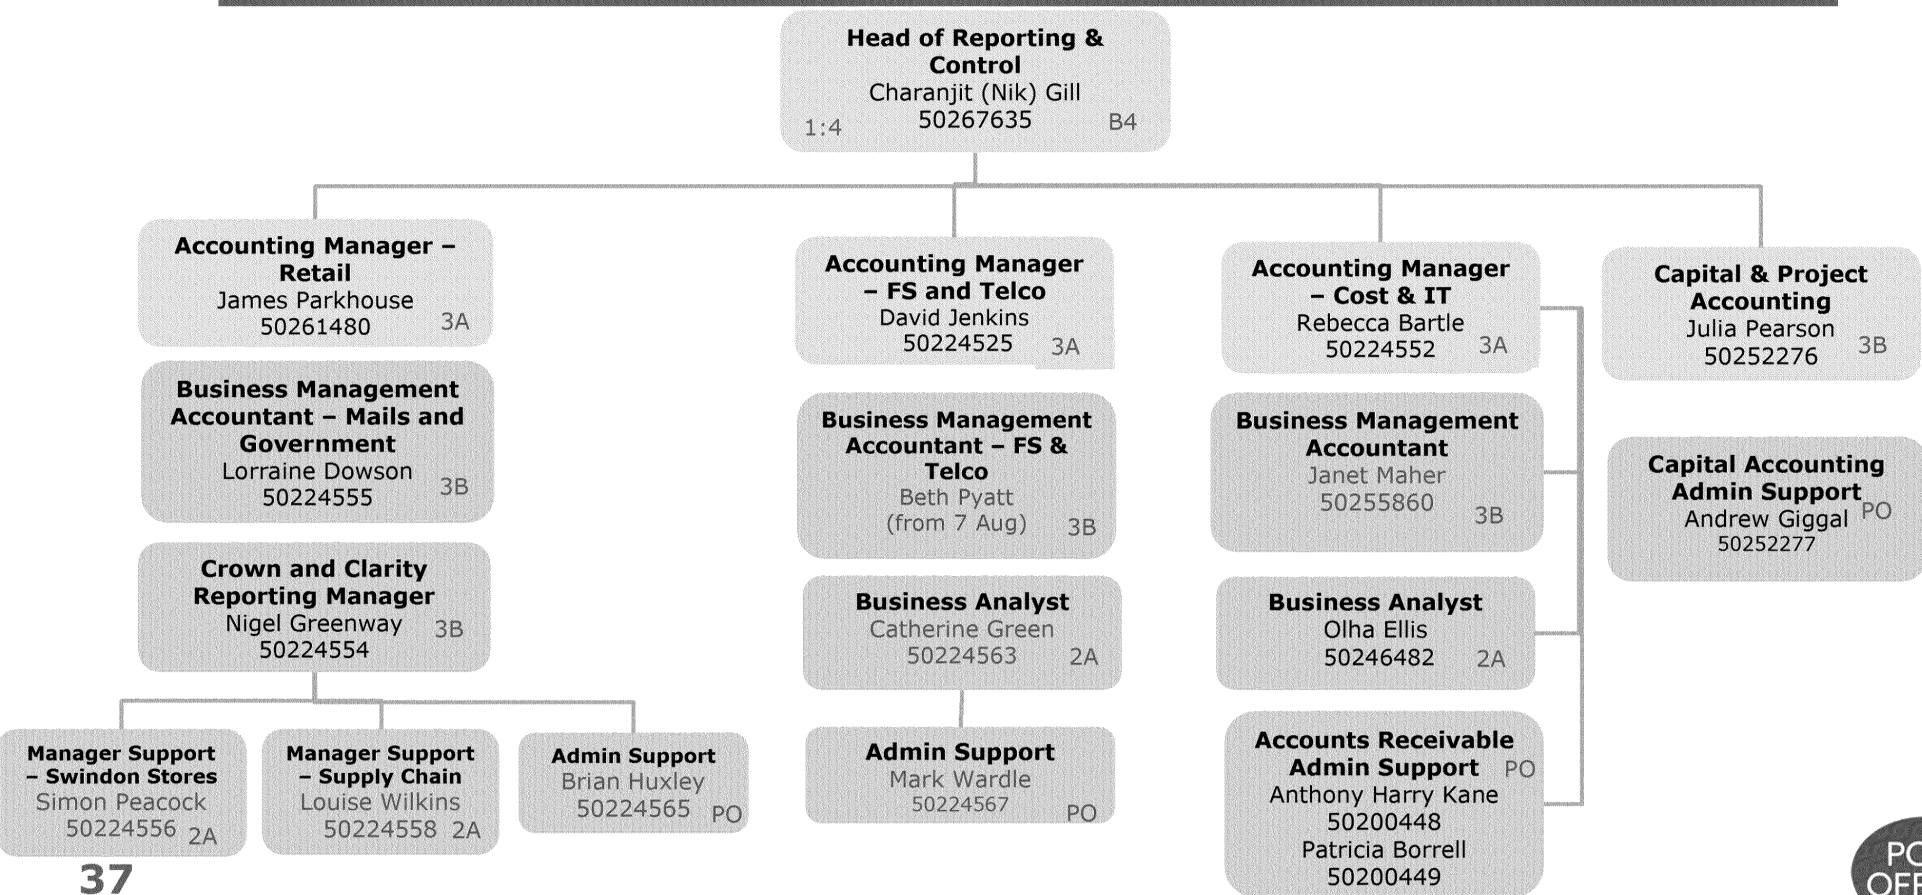 Head of Reporting &
Control
Charanjit (Nik) Gill
50267635
1:4
B4
Accounting Manager –
Retail
James Parkhouse
50261480
3A
Business Management
Accountant – Mails and
Government
Lorraine Dowson
50224555
3B
Crown and Clarity
Reporting Manager
Nigel Greenway
50224554
3B
Manager Support
– Swindon Stores
Simon Peacock
50224556
2A
Manager Support
– Supply Chain
Louise Wilkins
50224558
2A
Admin Support
Brian Huxley
50224565
PO
Accounting Manager
– FS and Telco
David Jenkins
50224525
3A
Business Management
Accountant – FS &
Telco
Beth Pyatt
(from 7 Aug)
3B
Business Analyst
Catherine Green
50224563
2A
Admin Support
Mark Wardle
50224567
PO
Accounting Manager
– Cost & IT
Rebecca Bartle
50224552
3A
Business Management
Accountant
Janet Maher
50255860
3B
Business Analyst
Olha Ellis
50246482
2A
Accounts Receivable
Admin Support
PO
Anthony Harry Kane
50200448
Patricia Borrell
50200449
Capital & Project
Accounting
Julia Pearson
50252276
3B
Capital Accounting
Admin Support
PO
Andrew Giggal
50252277
37